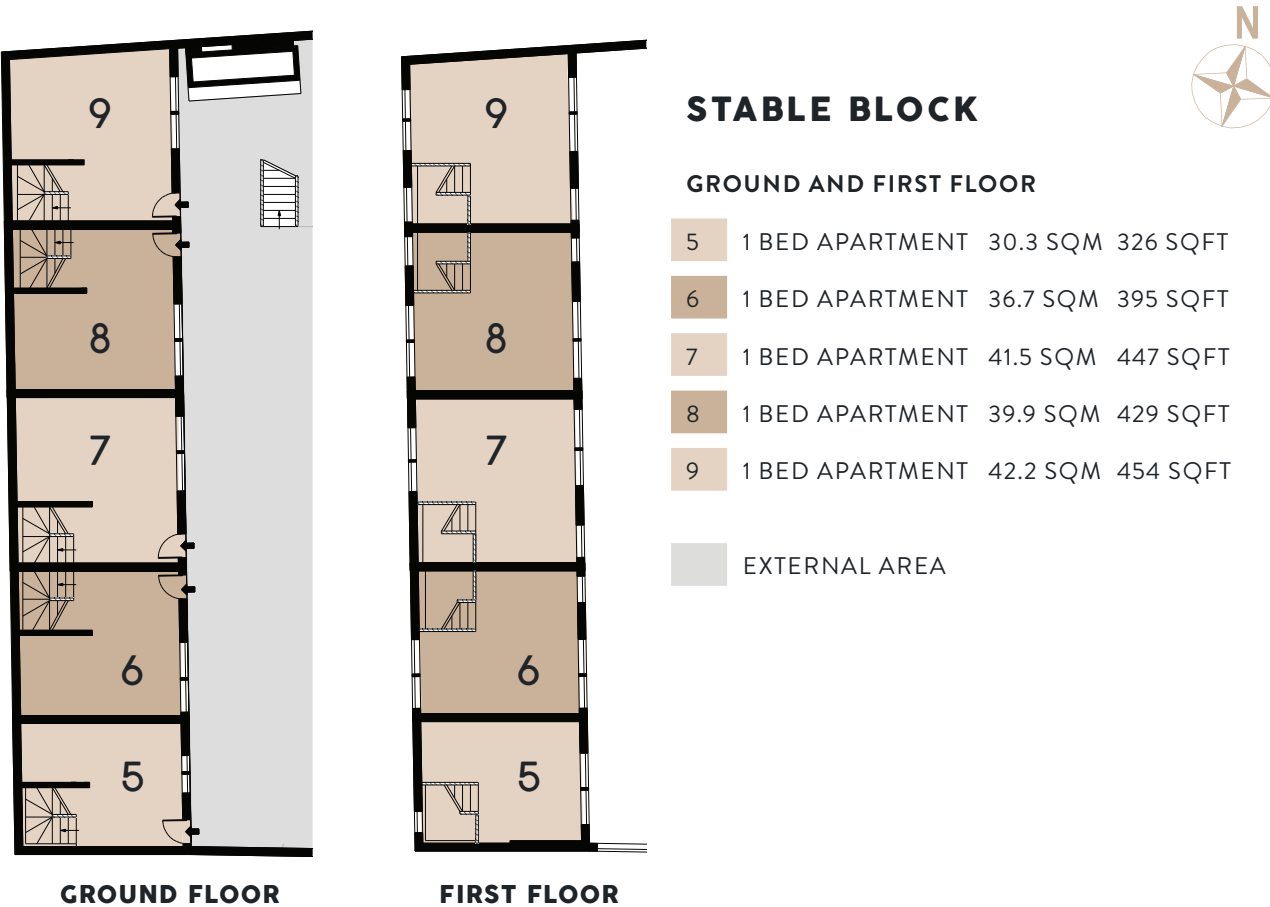 N
STABLE BLOCK
GROUND AND FIRST FLOOR
5 1 BED APARTMENT 30.3 SQM 326 SQFT
6 1 BED APARTMENT 36.7 SQM 395 SQFT
7 1 BED APARTMENT 41.5 SQM 447 SQFT
8 1 BED APARTMENT 39.9 SQM 429 SQFT
9 1 BED APARTMENT 42.2 SQM 454 SQFT
EXTERNAL AREA
9
8
7
6
5
GROUND FLOOR
9
8
7
6
5
FIRST FLOOR